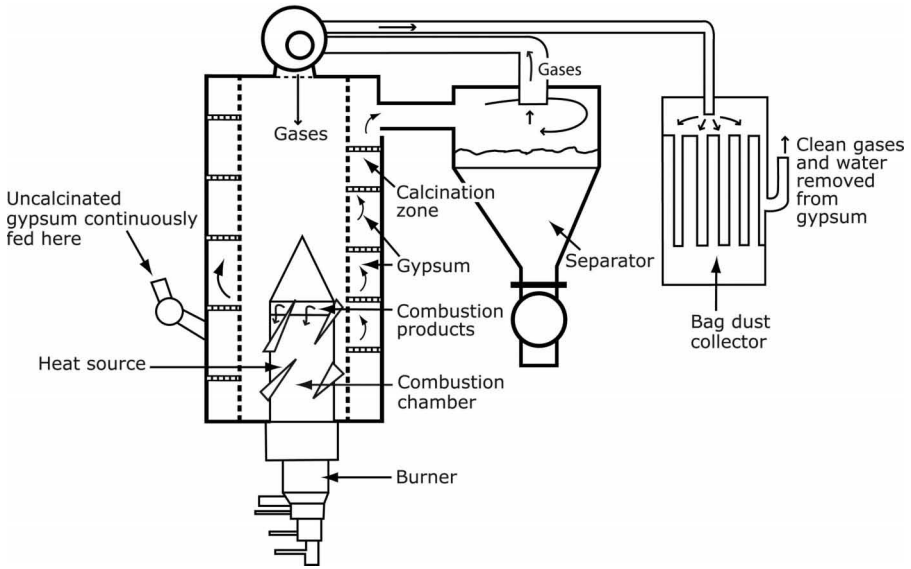 Gases
Gases
Uncalcinated
gypsum continuously
fed here
Calcination
zone
Gypsum
Combustion
products
Heat source
Combustion
chamber
Burner
Separator
Clean gases
and water
removed
from
gypsum
Bag dust
collector